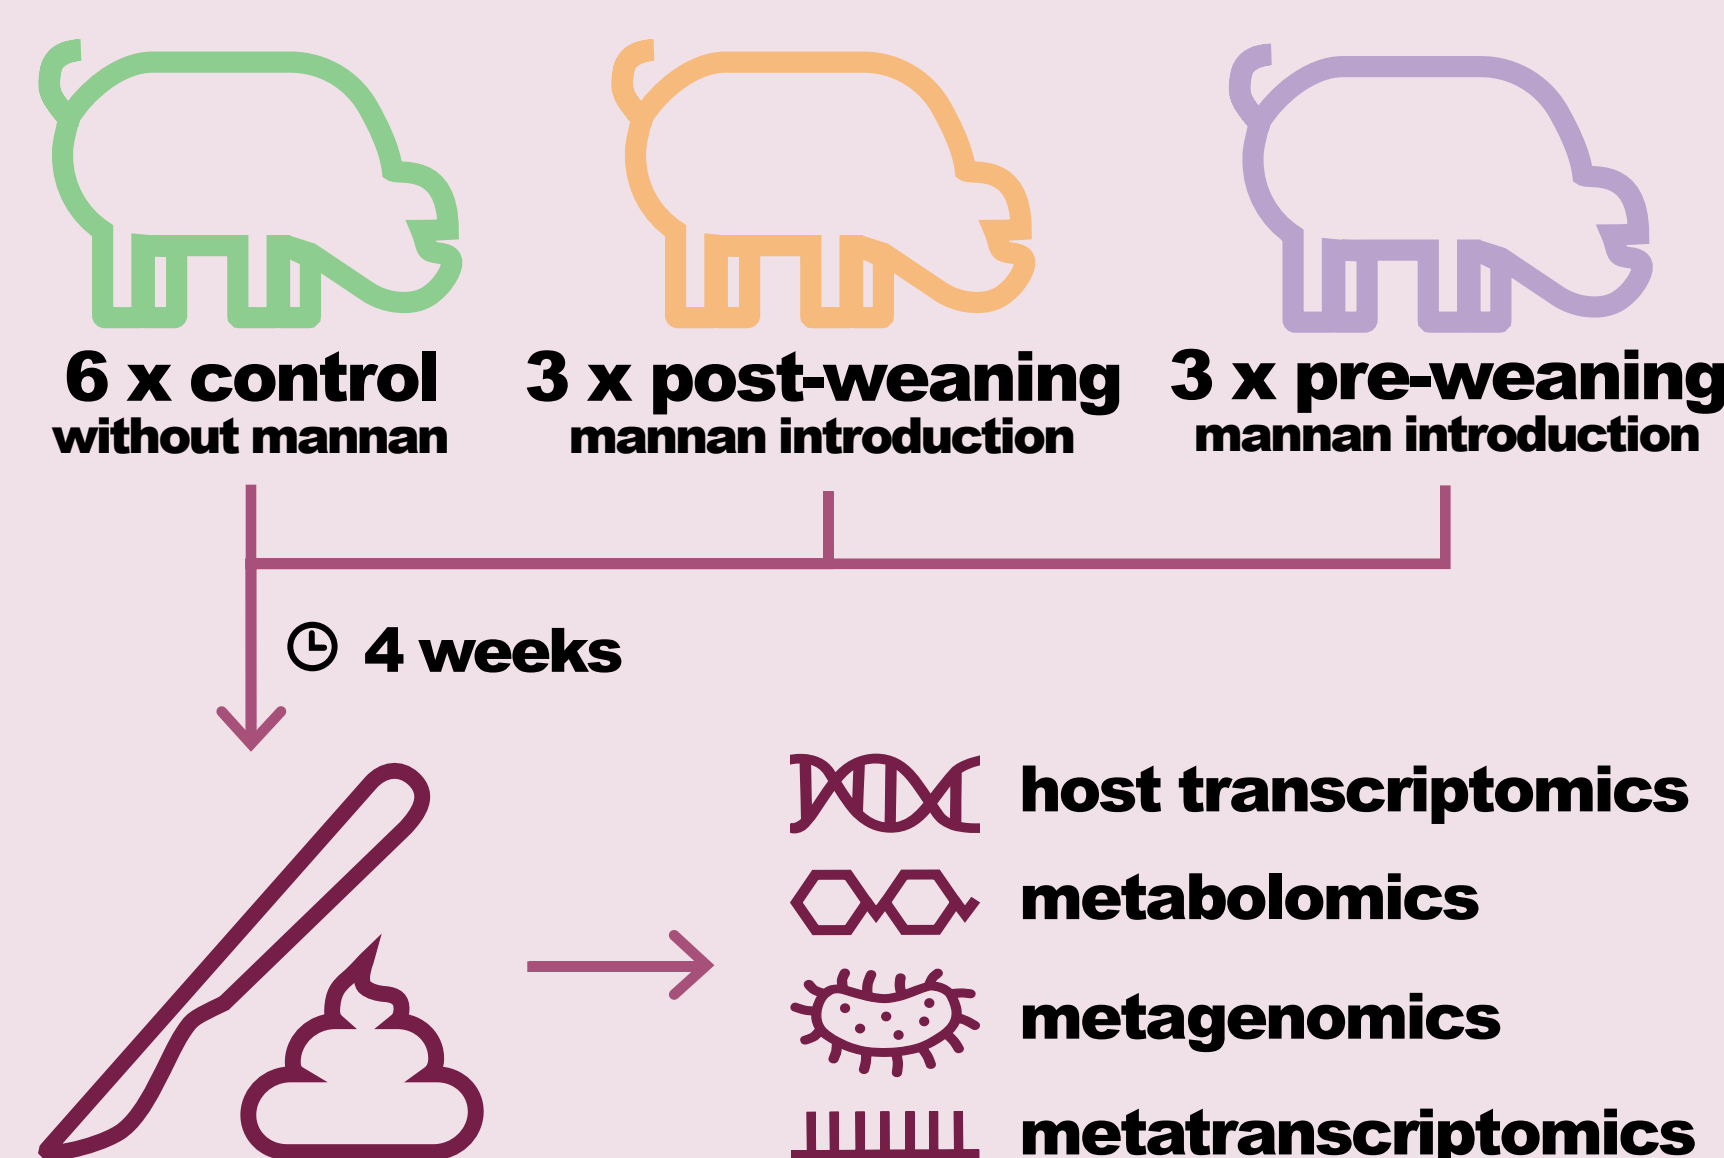 6 x control
without mannan
3 x post-weaning
mannan introduction
3 x pre-weaning
mannan introduction
4 weeks
host transcriptomics
metabolomics
metagenomics
metatranscriptomics